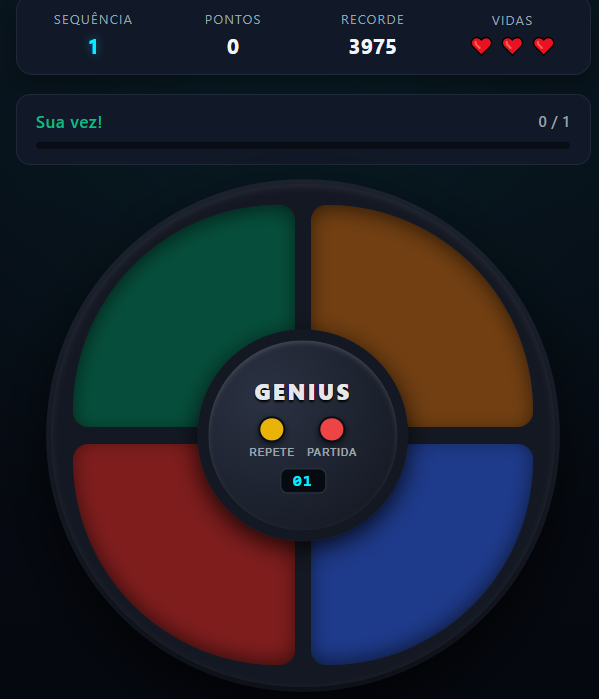 SEQUÊNCIA PONTOS RECORDE VIDAS
1 0 3975
Sua vez! 0 / 1
GENIUS
REPETE PARTIDA
01